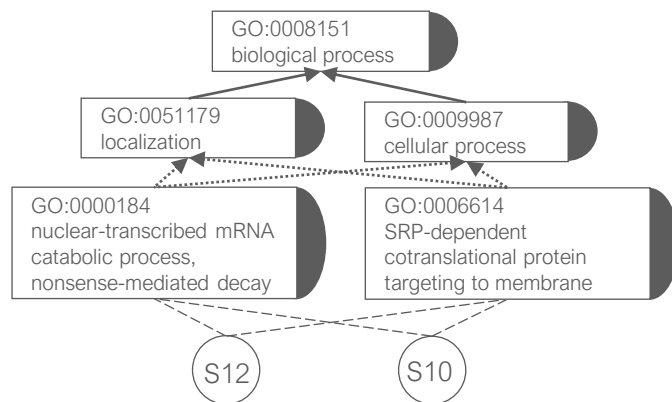 GO:0008151
biological process
GO:0051179
localization
GO:0009987
cellular process
GO:0000184
nuclear-transcribed mRNA
catabolic process,
nonsense-mediated decay
GO:0006614
SRP-dependent
cotranslational protein
targeting to membrane
S12
S10